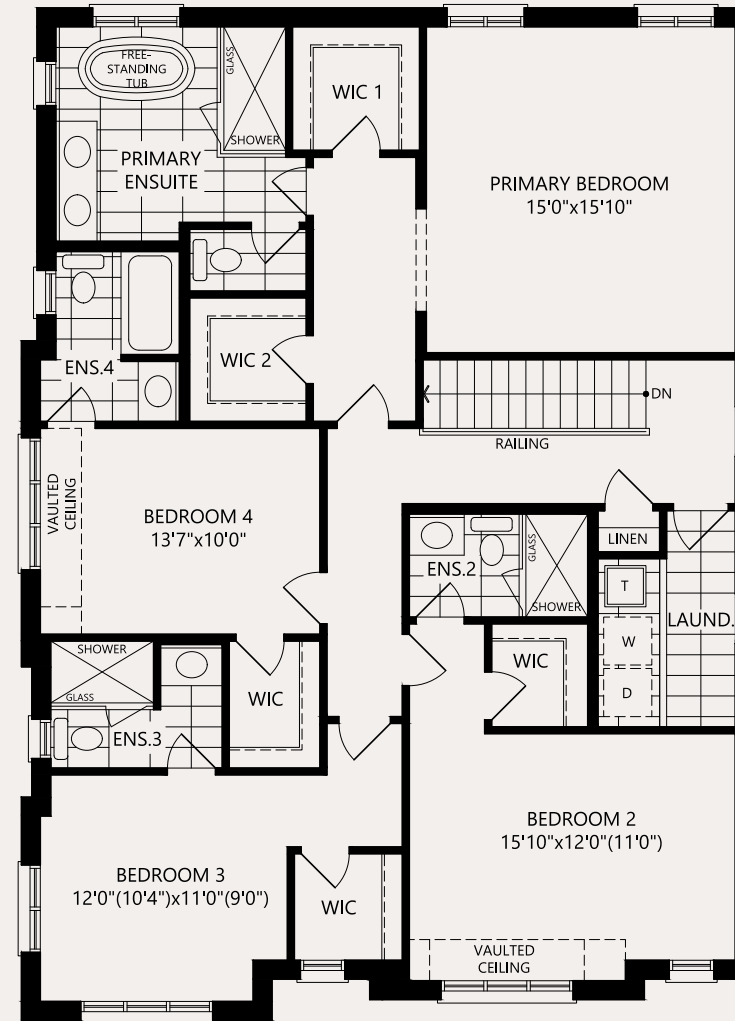 FREE-
STANDING
TUB
GLASS
SHOWER
WIC 1
PRIMARY
ENSUITE
PRIMARY BEDROOM
15'0"x15'10"
WIC 2
ENS.4
DN
RAILING
VAULTED
CEILING
BEDROOM 4
13'7"x10'0"
LINEN
ENS.2
GLASS
SHOWER
T
LAUND.
W
D
SHOWER
GLASS
ENS.3
WIC
WIC
BEDROOM 2
15'10"x12'0"(11'0")
BEDROOM 3
12'0"(10'4")x11'0"(9'0")
WIC
VAULTED
CEILING